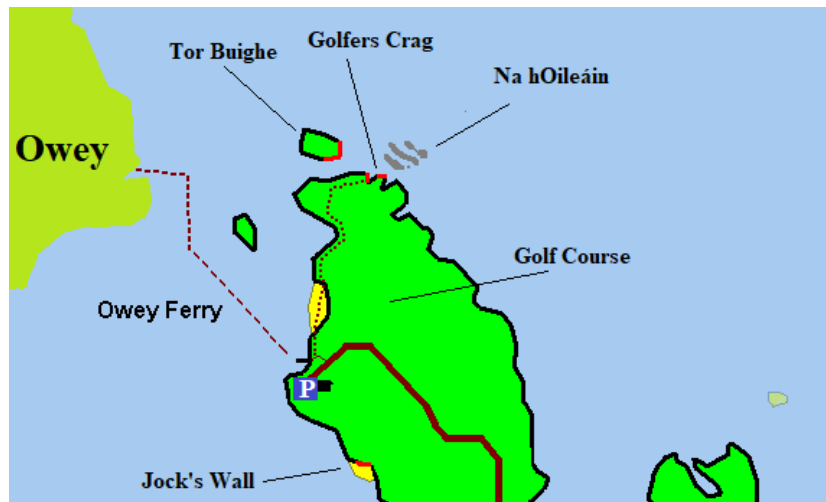 Golfers Crag
Tor Buighe
Na hOileáin
Owey
Golf Course
Owey Ferry
P
Jock's Wall